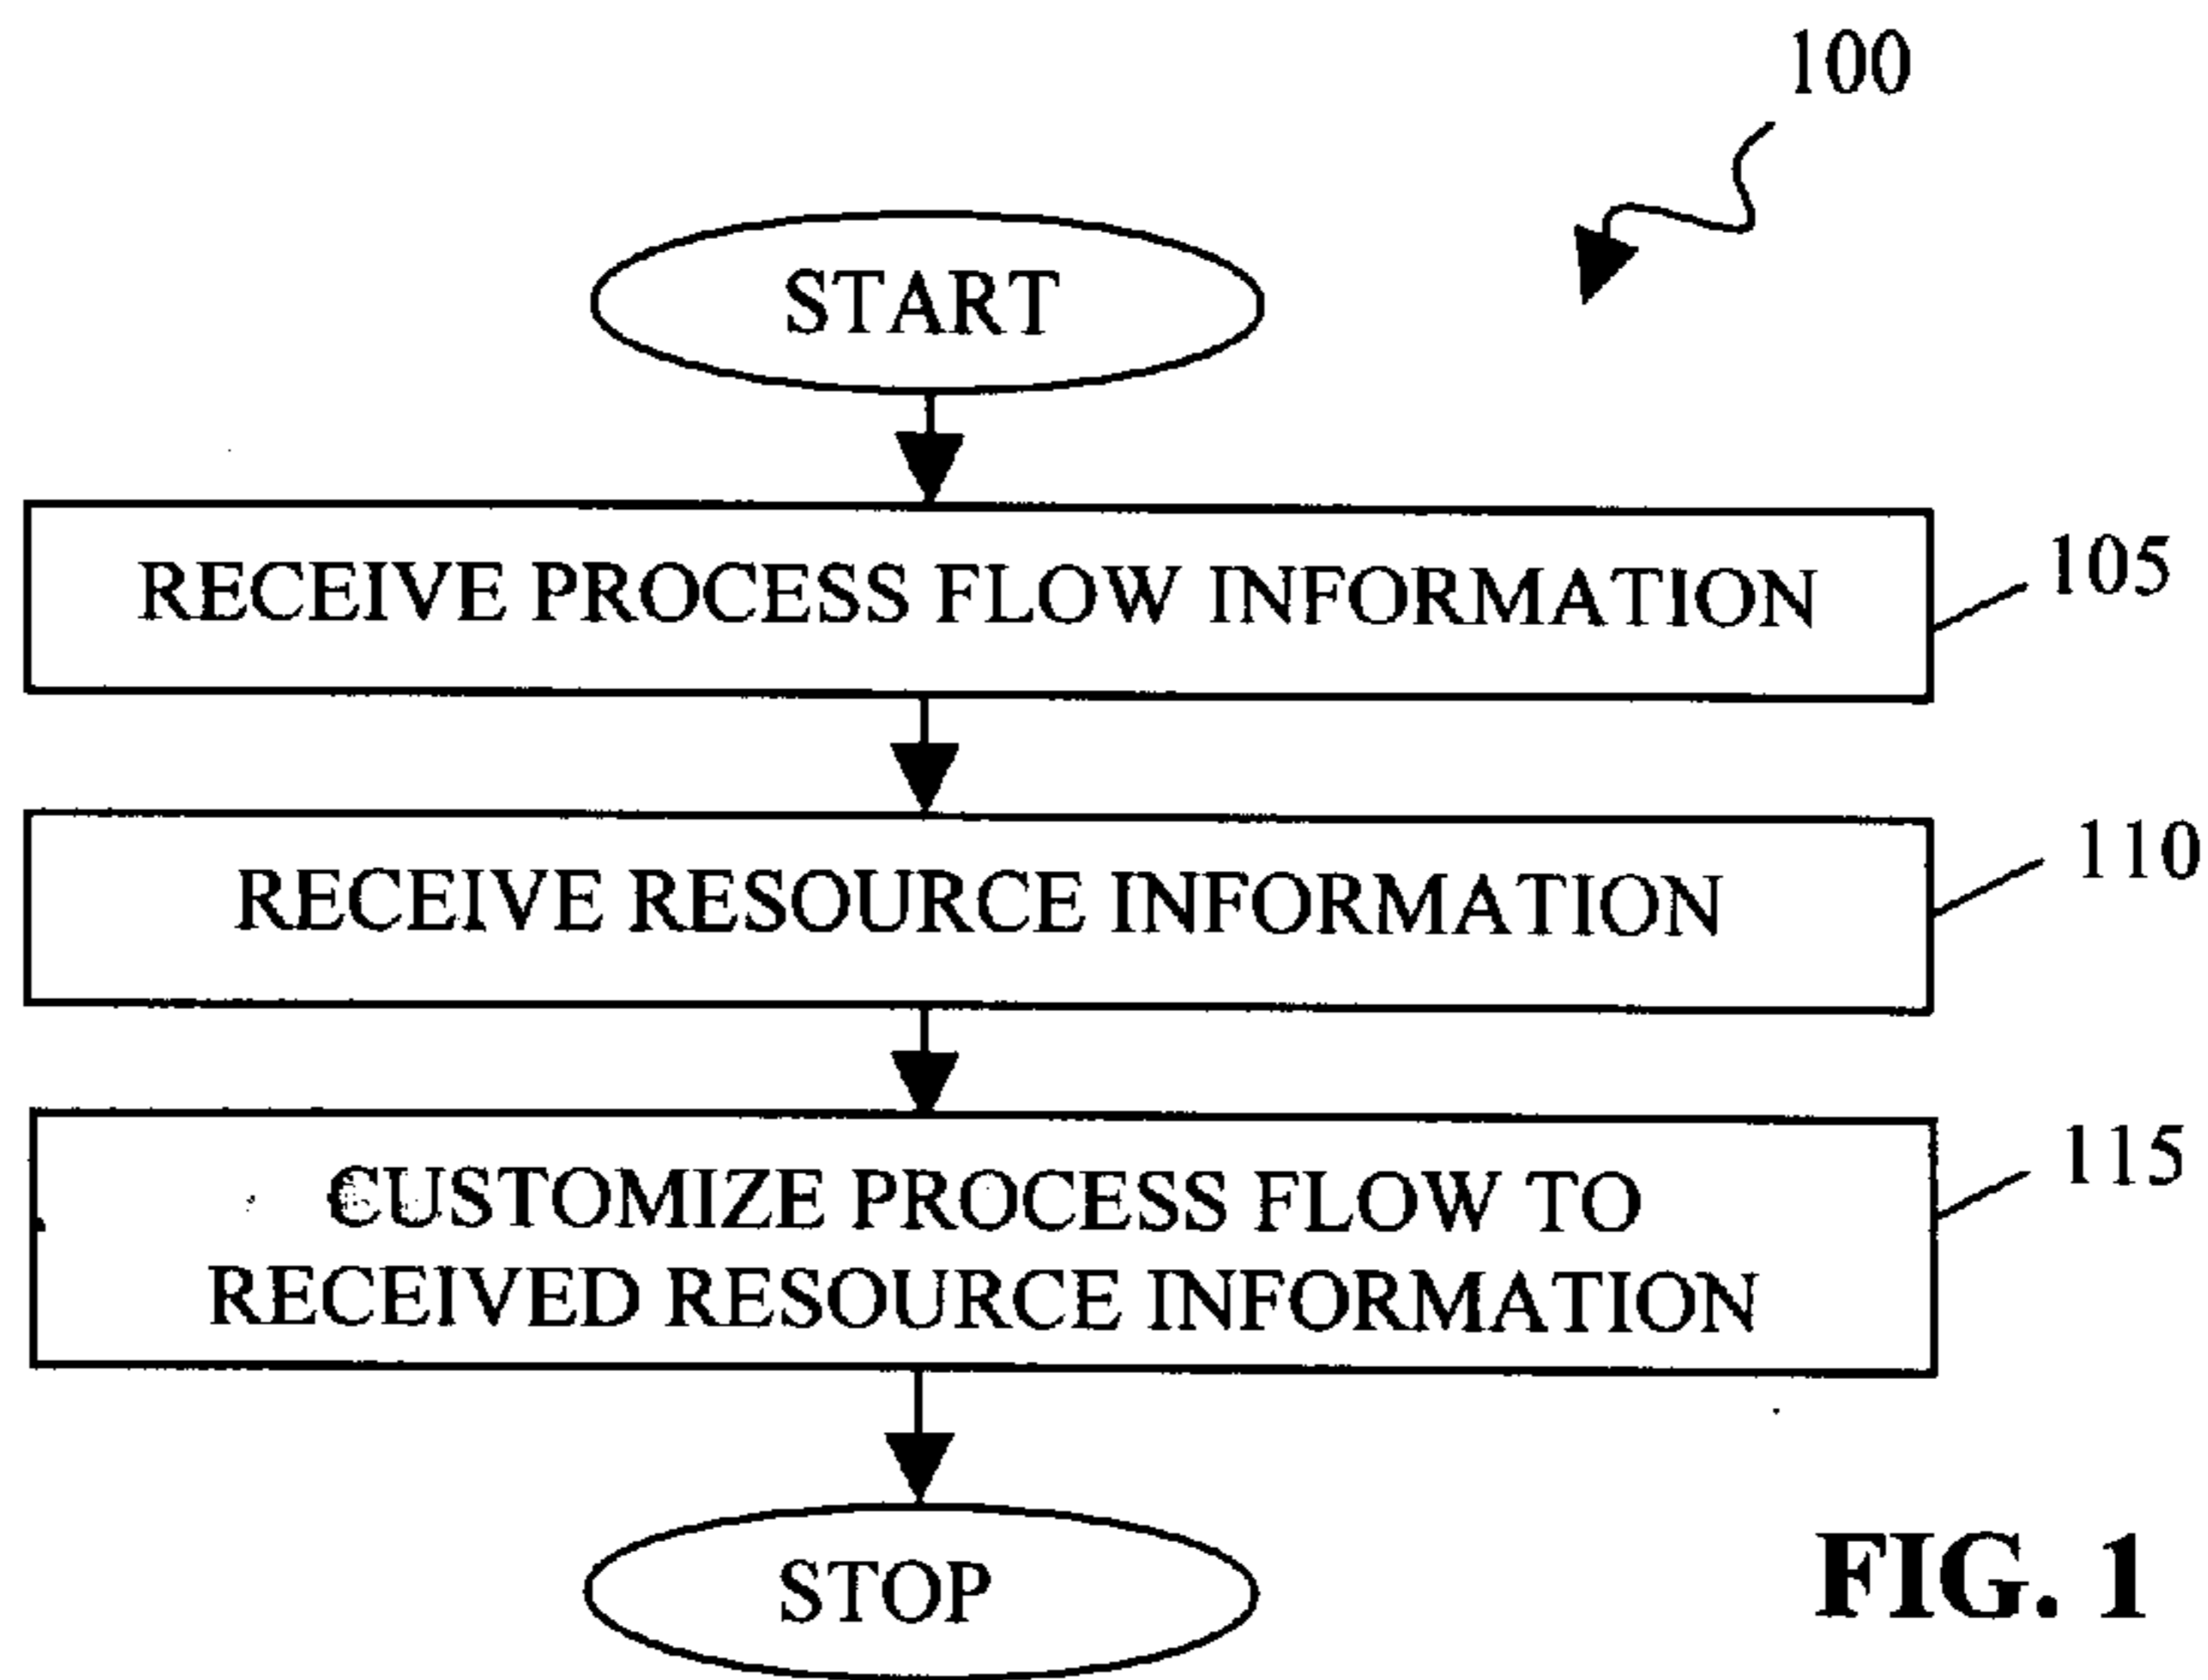 100
START
RECEIVE PROCESS FLOW INFORMATION
105
RECEIVE RESOURCE INFORMATION
110
CUSTOMIZE PROCESS FLOW TO
RECEIVED RESOURCE INFORMATION
115
STOP
FIG. 1